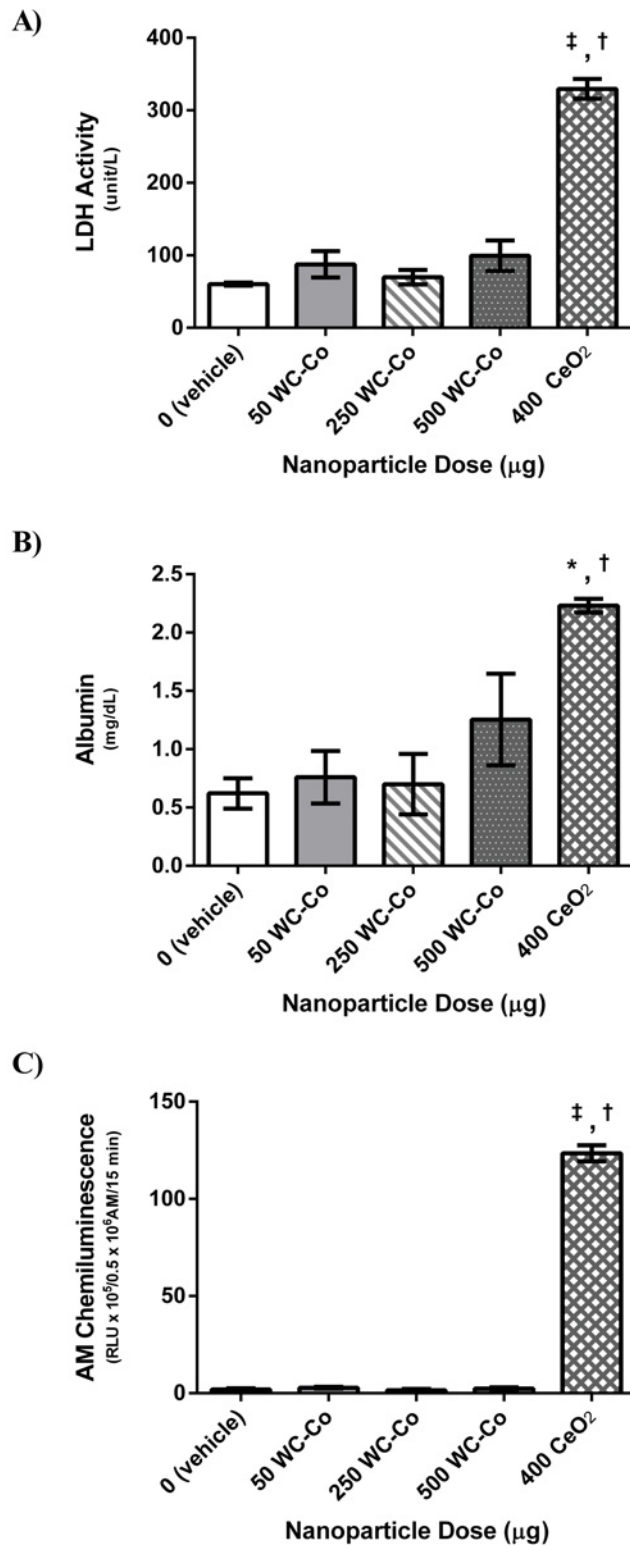 A)
‡ , †
400
300
200
100
0
LDH Activity
(unit/L)
0 (vehicle)
50 WC-Co
250 WC-Co
500 WC-Co
400 CeO₂
Nanoparticle Dose (µg)
B)
* , †
2.5
2.0
1.5
1.0
0.5
0.0
Albumin
(mg/dL)
0 (vehicle)
50 WC-Co
250 WC-Co
500 WC-Co
400 CeO₂
Nanoparticle Dose (µg)
C)
‡ , †
150
100
50
0
AM Chemiluminescence
(RLU x 10⁵/0.5 x 10⁶AM/15 min)
0 (vehicle)
50 WC-Co
250 WC-Co
500 WC-Co
400 CeO₂
Nanoparticle Dose (µg)